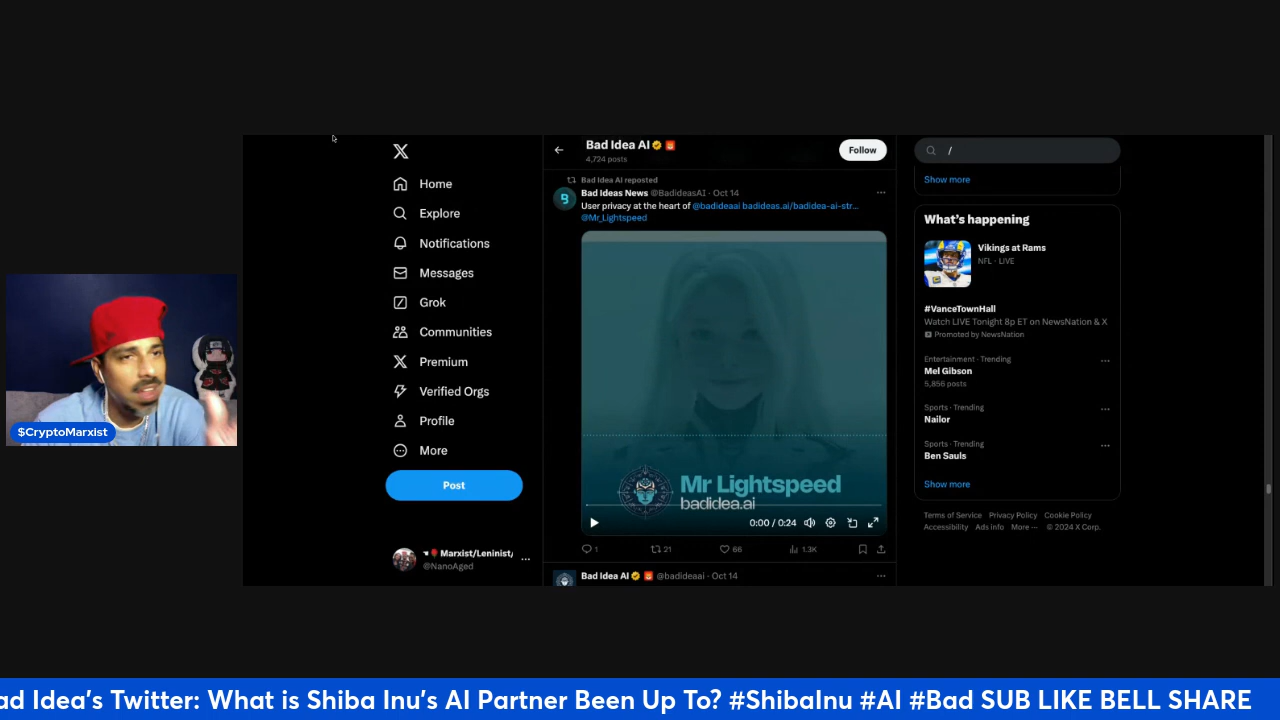 Home
Explore
Notifications
Messages
Grok
Communities
Premium
Verified Orgs
Profile
More
Post
Marxist/Leninist/
@NanoAged
Bad Idea AI
4,724 posts
Follow
Bad Idea AI reposted
Bad Ideas News @BadideasAI · Oct 14
User privacy at the heart of @badideaai badideas.ai/badidea-ai-str...
@Mr_Lightspeed
Mr Lightspeed
badidea.ai
0:00 / 0:24
1 21 66 1.3K
Bad Idea AI @badideaai · Oct 14
/
Show more
What's happening
Vikings at Rams
NFL · LIVE
#VanceTownHall
Watch LIVE Tonight 8p ET on NewsNation & X
Promoted by NewsNation
Entertainment · Trending
Mel Gibson
5,856 posts
Sports · Trending
Nailor
Sports · Trending
Ben Sauls
Show more
Terms of Service Privacy Policy Cookie Policy
Accessibility Ads info More ··· © 2024 X Corp.
$CryptoMarxist
ad Idea's Twitter: What is Shiba Inu's AI Partner Been Up To? #ShibaInu #AI #Bad SUB LIKE BELL SHARE